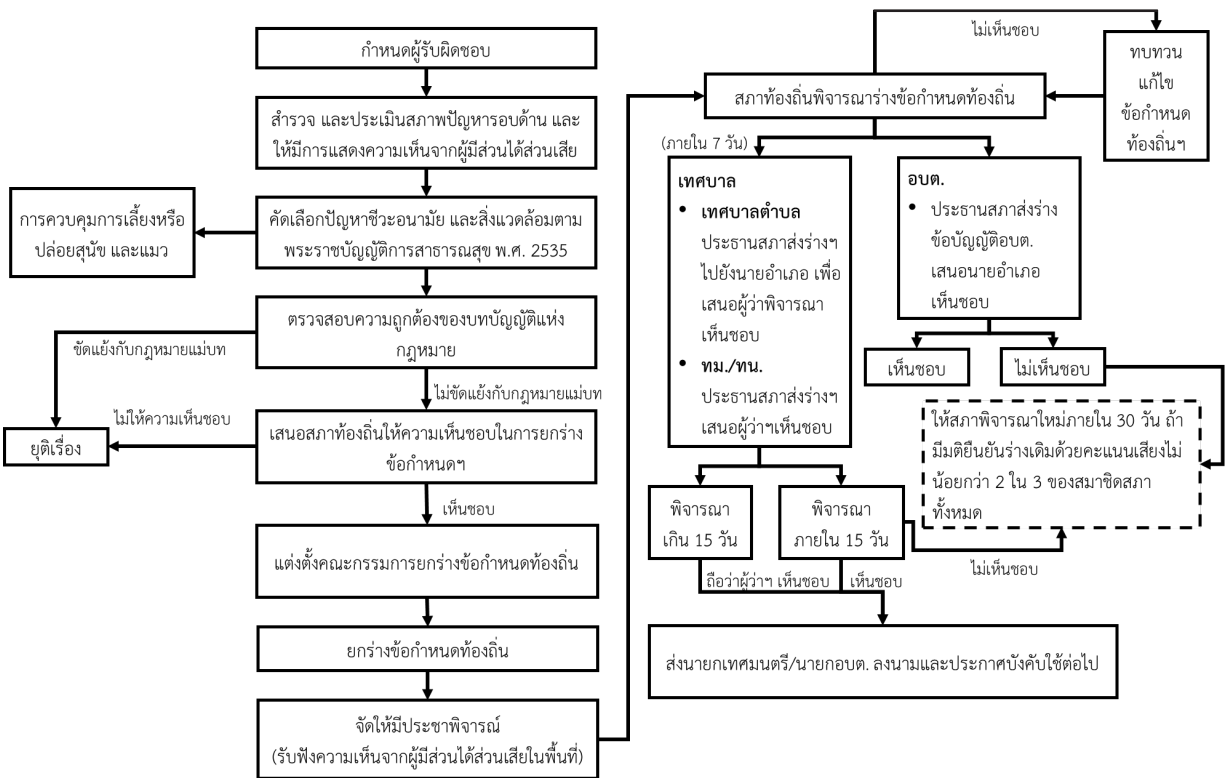 กำหนดผู้รับผิดชอบ
สำรวจ และประเมินสภาพปัญหารอบด้าน และ
ให้มีการแสดงความเห็นจากผู้มีส่วนได้ส่วนเสีย
การควบคุมการเลี้ยงหรือ
ปล่อยสุนัข และแมว
คัดเลือกปัญหาชีวะอนามัย และสิ่งแวดล้อมตาม
พระราชบัญญัติการสาธารณสุข พ.ศ. 2535
ตรวจสอบความถูกต้องของบทบัญญัติแห่ง
กฎหมาย
ขัดแย้งกับกฎหมายแม่บท
ไม่ขัดแย้งกับกฎหมายแม่บท
ไม่ให้ความเห็นชอบ
ยุติเรื่อง
เสนอสภาท้องถิ่นให้ความเห็นชอบในการยกร่าง
ข้อกำหนดฯ
เห็นชอบ
แต่งตั้งคณะกรรมการยกร่างข้อกำหนดท้องถิ่น
ยกร่างข้อกำหนดท้องถิ่น
จัดให้มีประชาพิจารณ์
(รับฟังความเห็นจากผู้มีส่วนได้ส่วนเสียในพื้นที่)
ไม่เห็นชอบ
สภาท้องถิ่นพิจารณาร่างข้อกำหนดท้องถิ่น
ทบทวน
แก้ไข
ข้อกำหนด
ท้องถิ่นฯ
(ภายใน 7 วัน)
เทศบาล
• เทศบาลตำบล
ประธานสภาส่งร่างฯ
ไปยังนายอำเภอ เพื่อ
เสนอผู้ว่าพิจารณา
เห็นชอบ
• ทม./ทน.
ประธานสภาส่งร่างฯ
เสนอผู้ว่าฯเห็นชอบ
อบต.
• ประธานสภาส่งร่าง
ข้อบัญญัติอบต.
เสนอนายอำเภอ
เห็นชอบ
เห็นชอบ
ไม่เห็นชอบ
ให้สภาพิจารณาใหม่ภายใน 30 วัน ถ้า
มีมติยืนยันร่างเดิมด้วยคะแนนเสียงไม่
น้อยกว่า 2 ใน 3 ของสมาชิดสภา
ทั้งหมด
พิจารณา
เกิน 15 วัน
พิจารณา
ภายใน 15 วัน
ไม่เห็นชอบ
ถือว่าผู้ว่าฯ เห็นชอบ
เห็นชอบ
ส่งนายกเทศมนตรี/นายกอบต. ลงนามและประกาศบังคับใช้ต่อไป